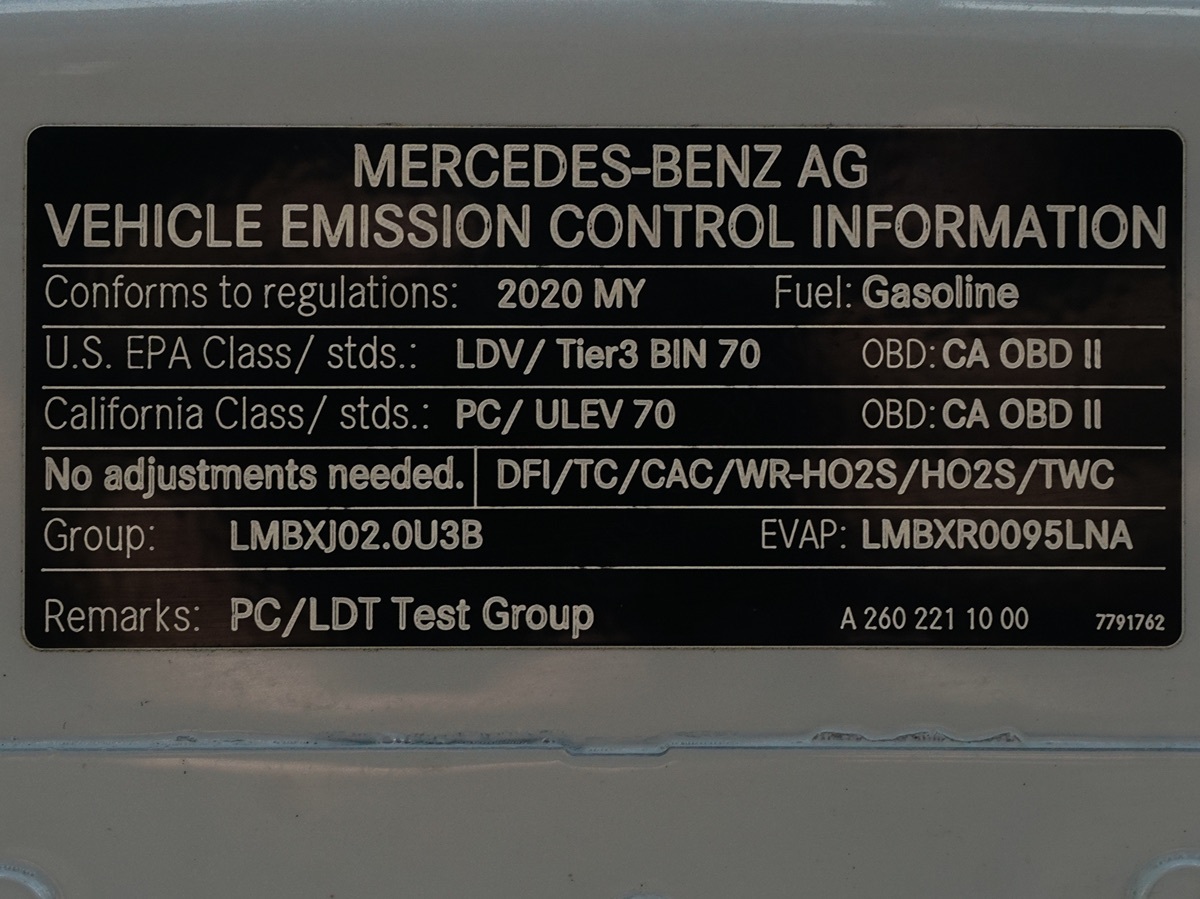 MERCEDES-BENZ AG
VEHICLE EMISSION CONTROL INFORMATION
Conforms to regulations: 2020 MY Fuel: Gasoline
U.S. EPA Class/ stds.: LDV/ Tier3 BIN 70 OBD: CA OBD II
California Class/ stds.: PC/ ULEV 70 OBD: CA OBD II
No adjustments needed. DFI/TC/CAC/WR-HO2S/HO2S/TWC
Group: LMBXJ02.0U3B EVAP: LMBXR0095LNA
Remarks: PC/LDT Test Group A 260 221 10 00 7791762